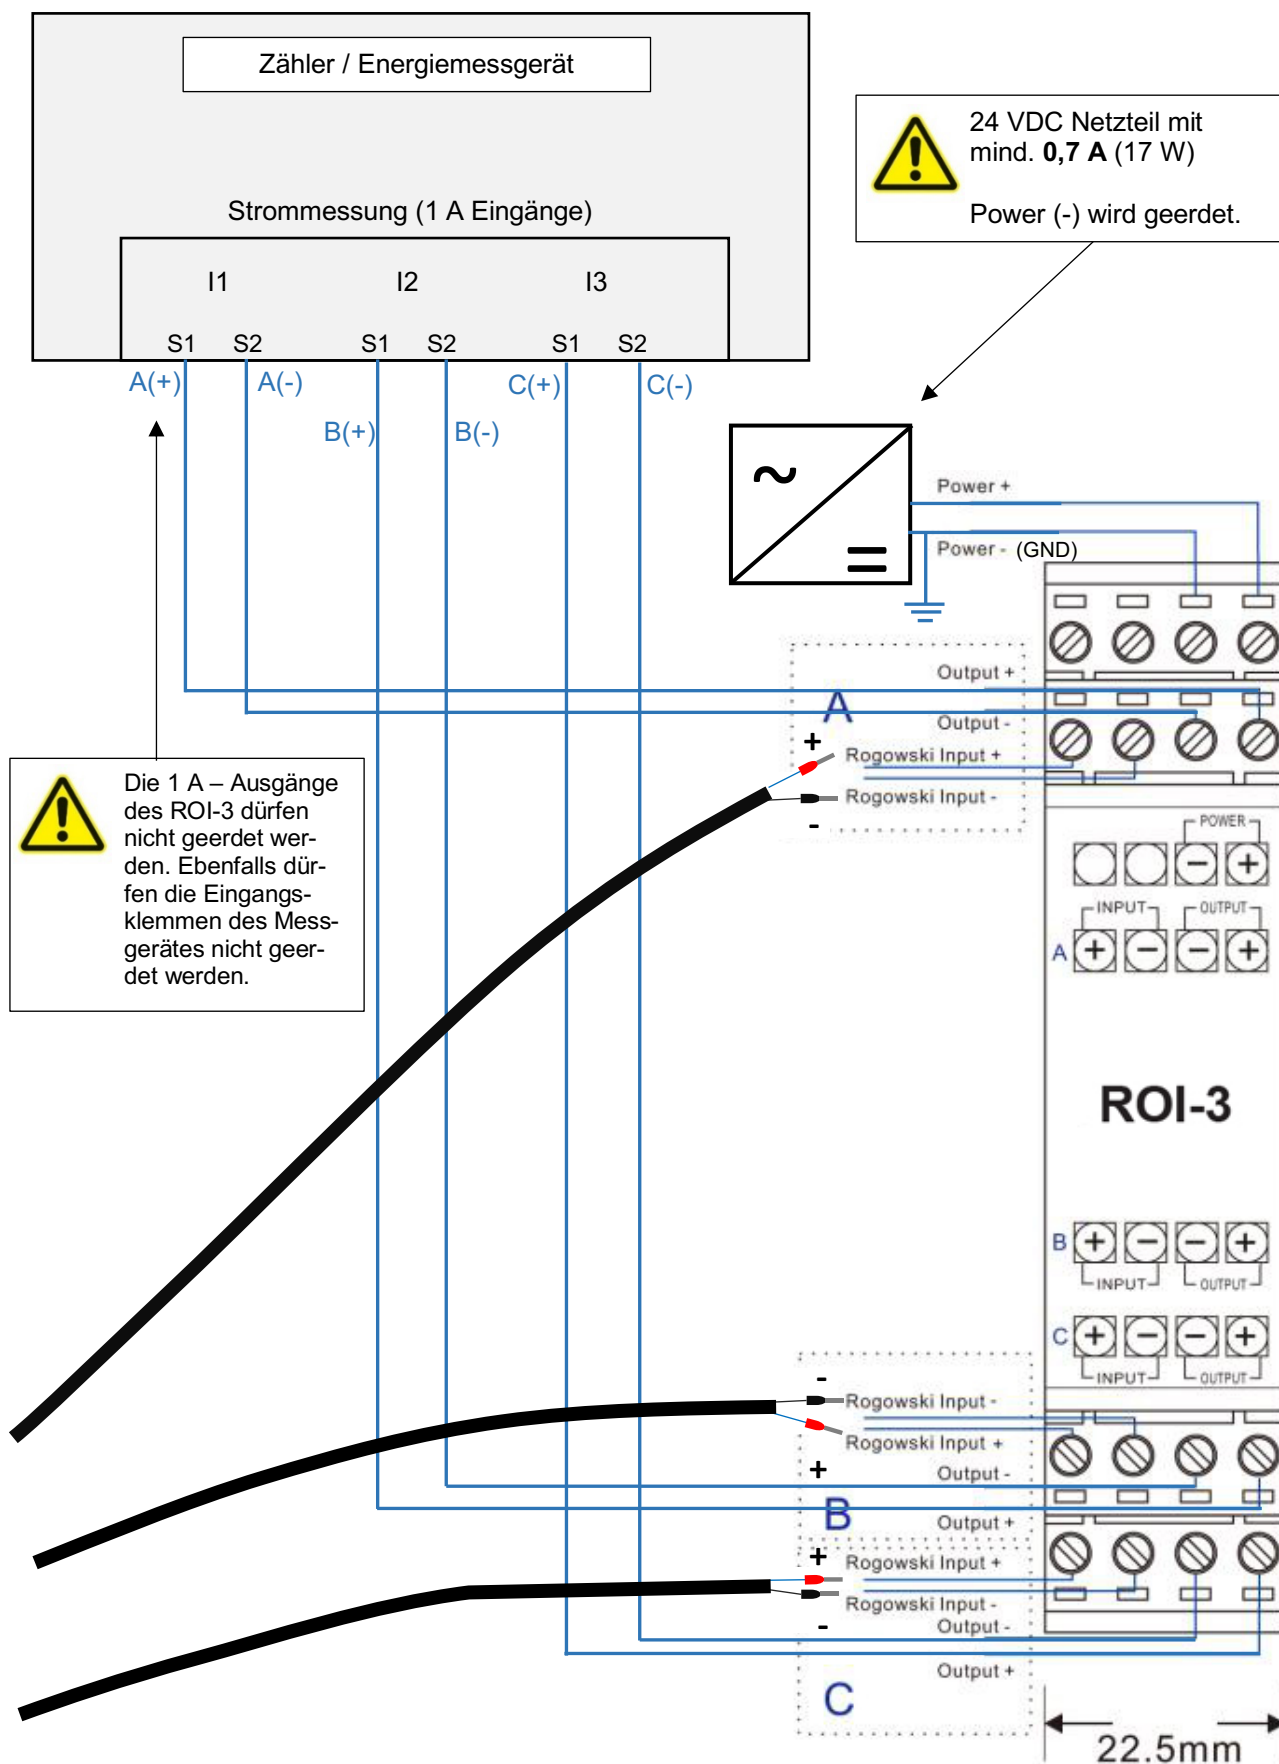 Zähler / Energiemessgerät
24 VDC Netzteil mit
mind. 0,7 A (17 W)
Power (-) wird geerdet.
Strommessung (1 A Eingänge)
I1 I2 I3
S1 S2 S1 S2 S1 S2
A(+) A(-) C(+) C(-)
B(+) B(-)
~
=
Power +
Power - (GND)
Output +
A
Output -
+
Rogowski Input +
Rogowski Input -
-
Die 1 A – Ausgänge
des ROI-3 dürfen
nicht geerdet wer-
den. Ebenfalls dür-
fen die Eingangs-
klemmen des Mess-
gerätes nicht geer-
det werden.
POWER
- +
INPUT OUTPUT
A + - - +
ROI-3
B + - - +
INPUT OUTPUT
C + - - +
INPUT OUTPUT
-
Rogowski Input -
Rogowski Input +
+
Output -
B
Output +
+
Rogowski Input +
Rogowski Input -
-
Output -
Output +
C
22.5mm